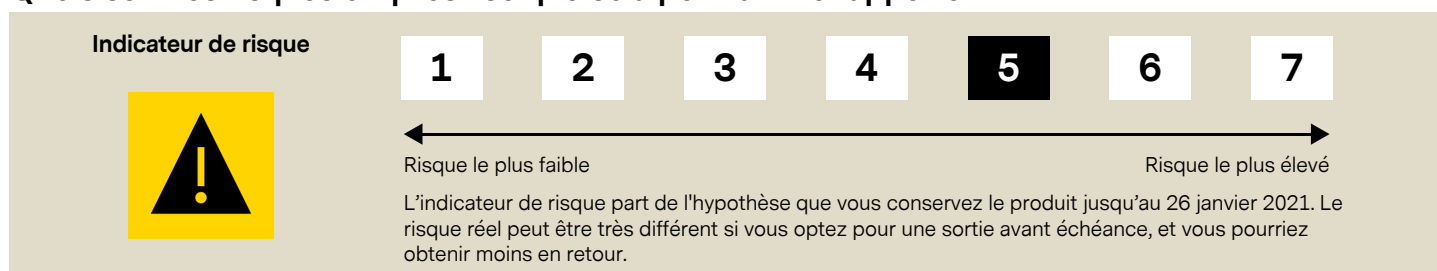 Indicateur de risque
1 2 3 4 5 6 7
Risque le plus faible Risque le plus élevé
L’indicateur de risque part de l'hypothèse que vous conservez le produit jusqu’au 26 janvier 2021. Le
risque réel peut être très différent si vous optez pour une sortie avant échéance, et vous pourriez
obtenir moins en retour.